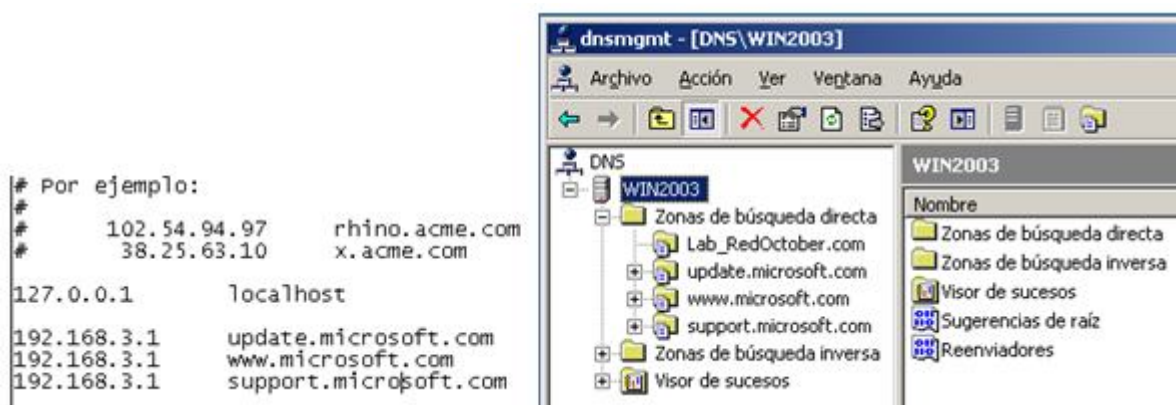 # Por ejemplo:
#
#      102.54.94.97     rhino.acme.com
#       38.25.63.10     x.acme.com
127.0.0.1       localhost
192.168.3.1     update.microsoft.com
192.168.3.1     www.microsoft.com
192.168.3.1     support.microsoft.com
dnsmgmt - [DNS\WIN2003]
Archivo Acción Ver Ventana Ayuda
DNS
WIN2003
Zonas de búsqueda directa
Lab_RedOctober.com
update.microsoft.com
www.microsoft.com
support.microsoft.com
Zonas de búsqueda inversa
Visor de sucesos
WIN2003
Nombre
Zonas de búsqueda directa
Zonas de búsqueda inversa
Visor de sucesos
Sugerencias de raíz
Reenviadores